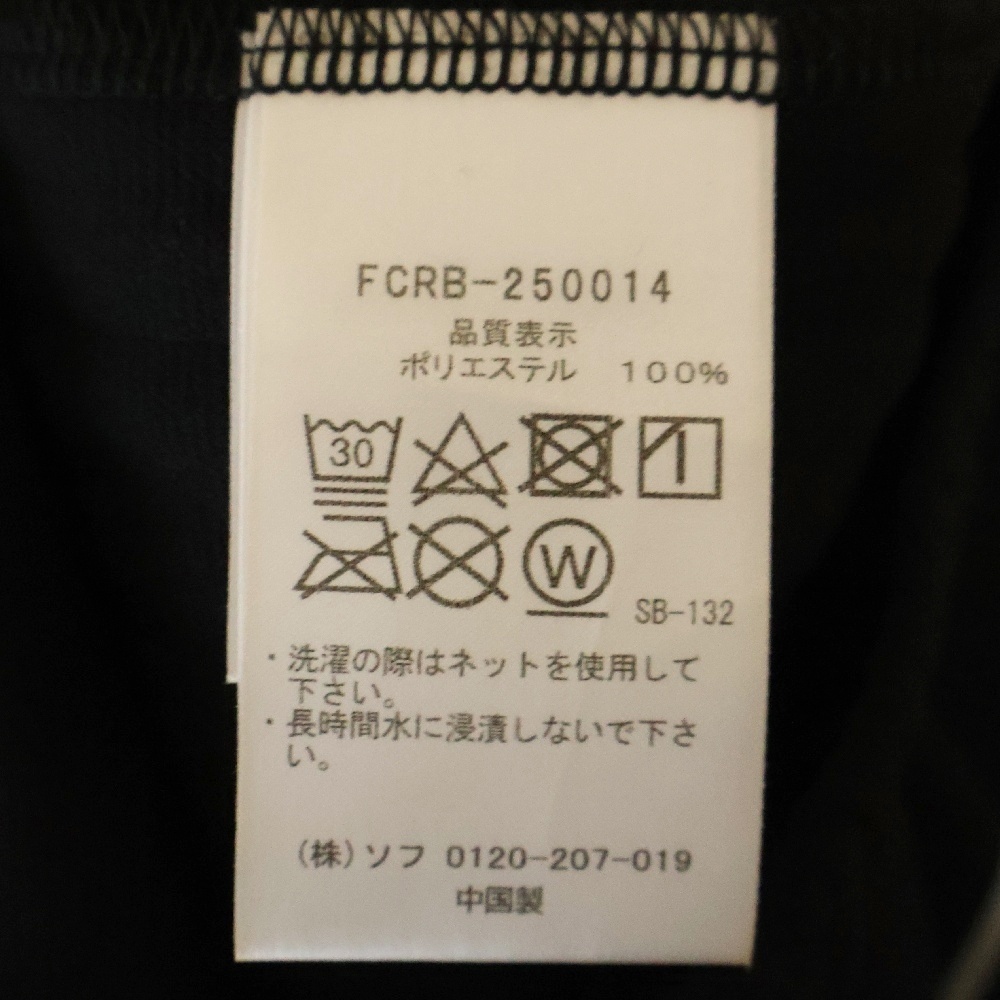 FCRB-250014
品質表示
ポリエステル 100%
30
W
SB-132
・洗濯の際はネットを使用して
下さい。
・長時間水に浸漬しないで下さ
い。
(株)ソフ 0120-207-019
中国製